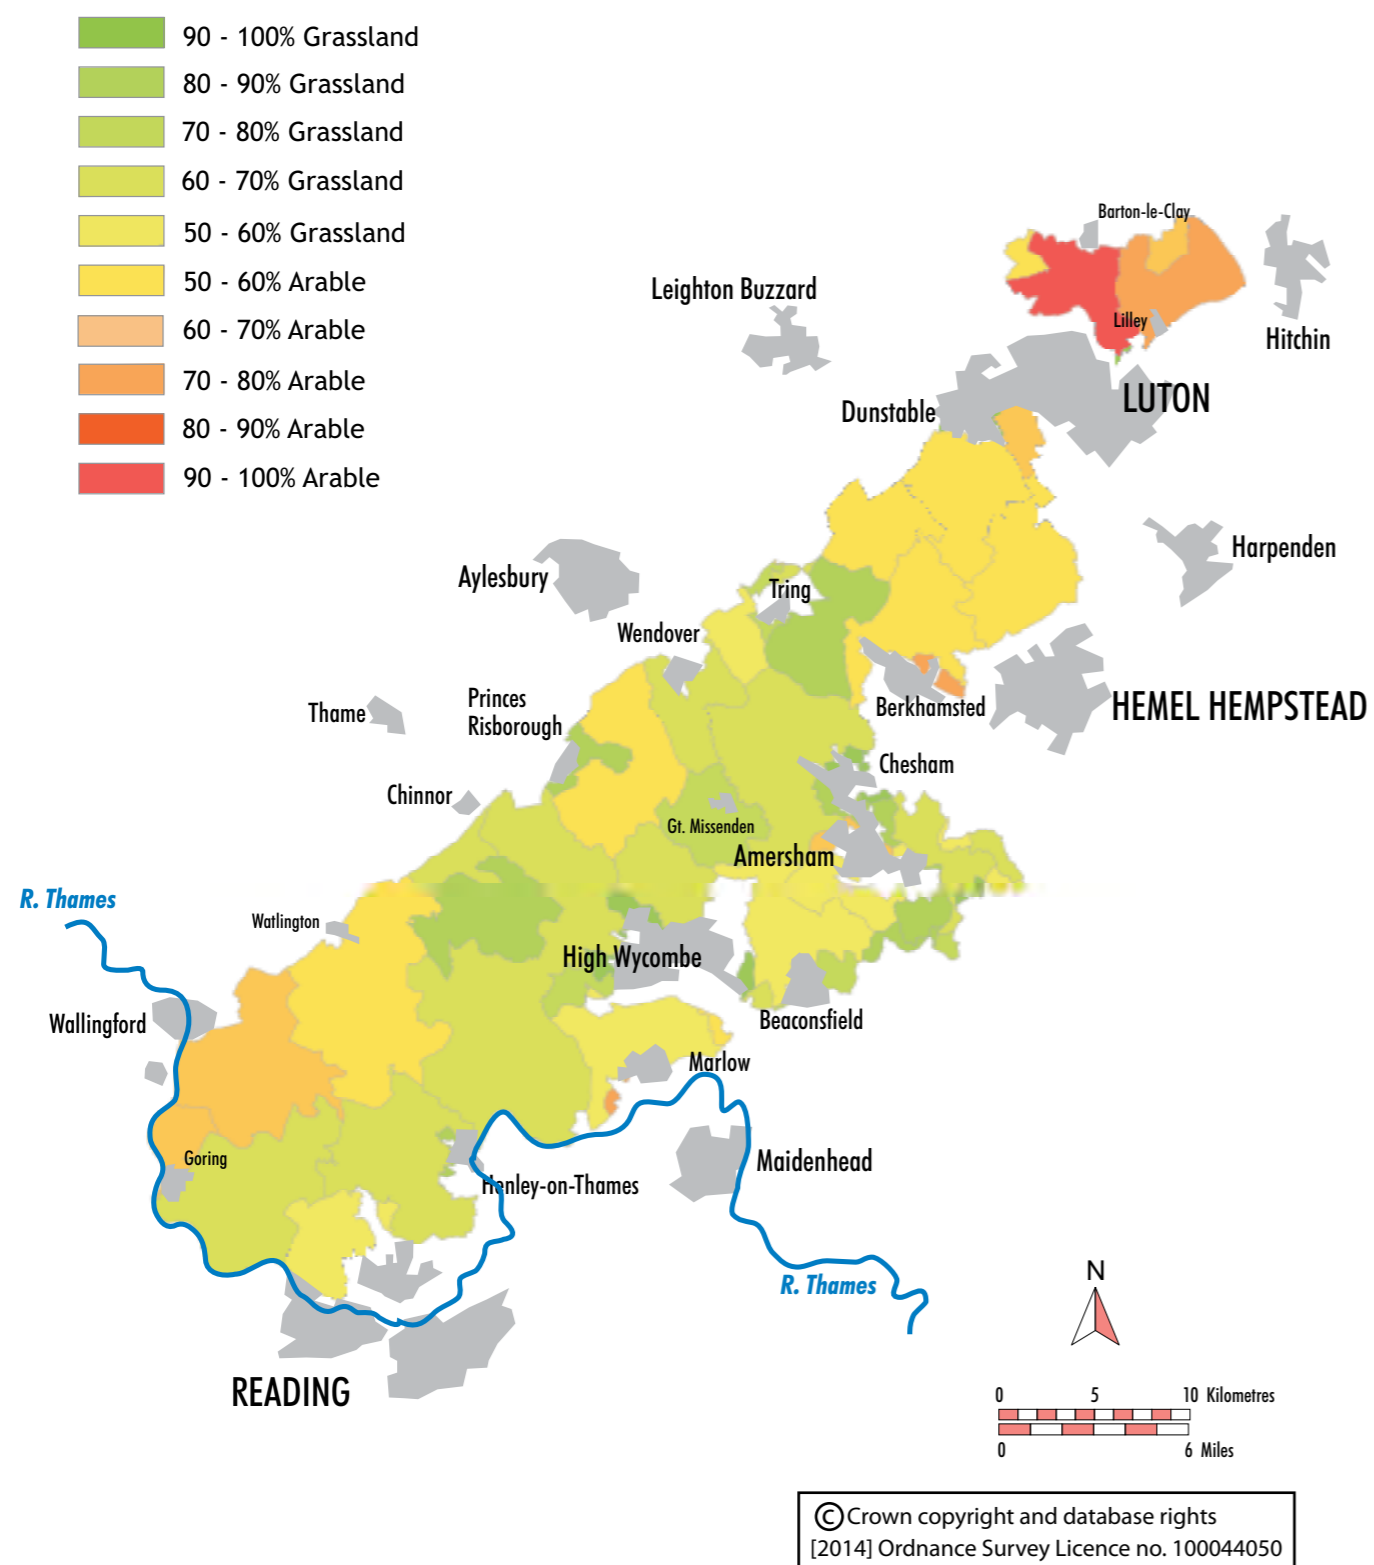 90 - 100% Grassland
80 - 90% Grassland
70 - 80% Grassland
60 - 70% Grassland
50 - 60% Grassland
50 - 60% Arable
60 - 70% Arable
70 - 80% Arable
80 - 90% Arable
90 - 100% Arable
Barton-le-Clay
Leighton Buzzard
Lilley
Hitchin
LUTON
Dunstable
Harpenden
Aylesbury
Tring
Wendover
Princes
Risborough
Thame
Berkhamsted
HEMEL HEMPSTEAD
Chesham
Chinnor
Gt. Missenden
Amersham
R. Thames
Watlington
High Wycombe
Wallingford
Beaconsfield
Marlow
Goring
Maidenhead
Henley-on-Thames
R. Thames
READING
N
0 5 10 Kilometres
0 6 Miles
© Crown copyright and database rights
[2014] Ordnance Survey Licence no. 100044050